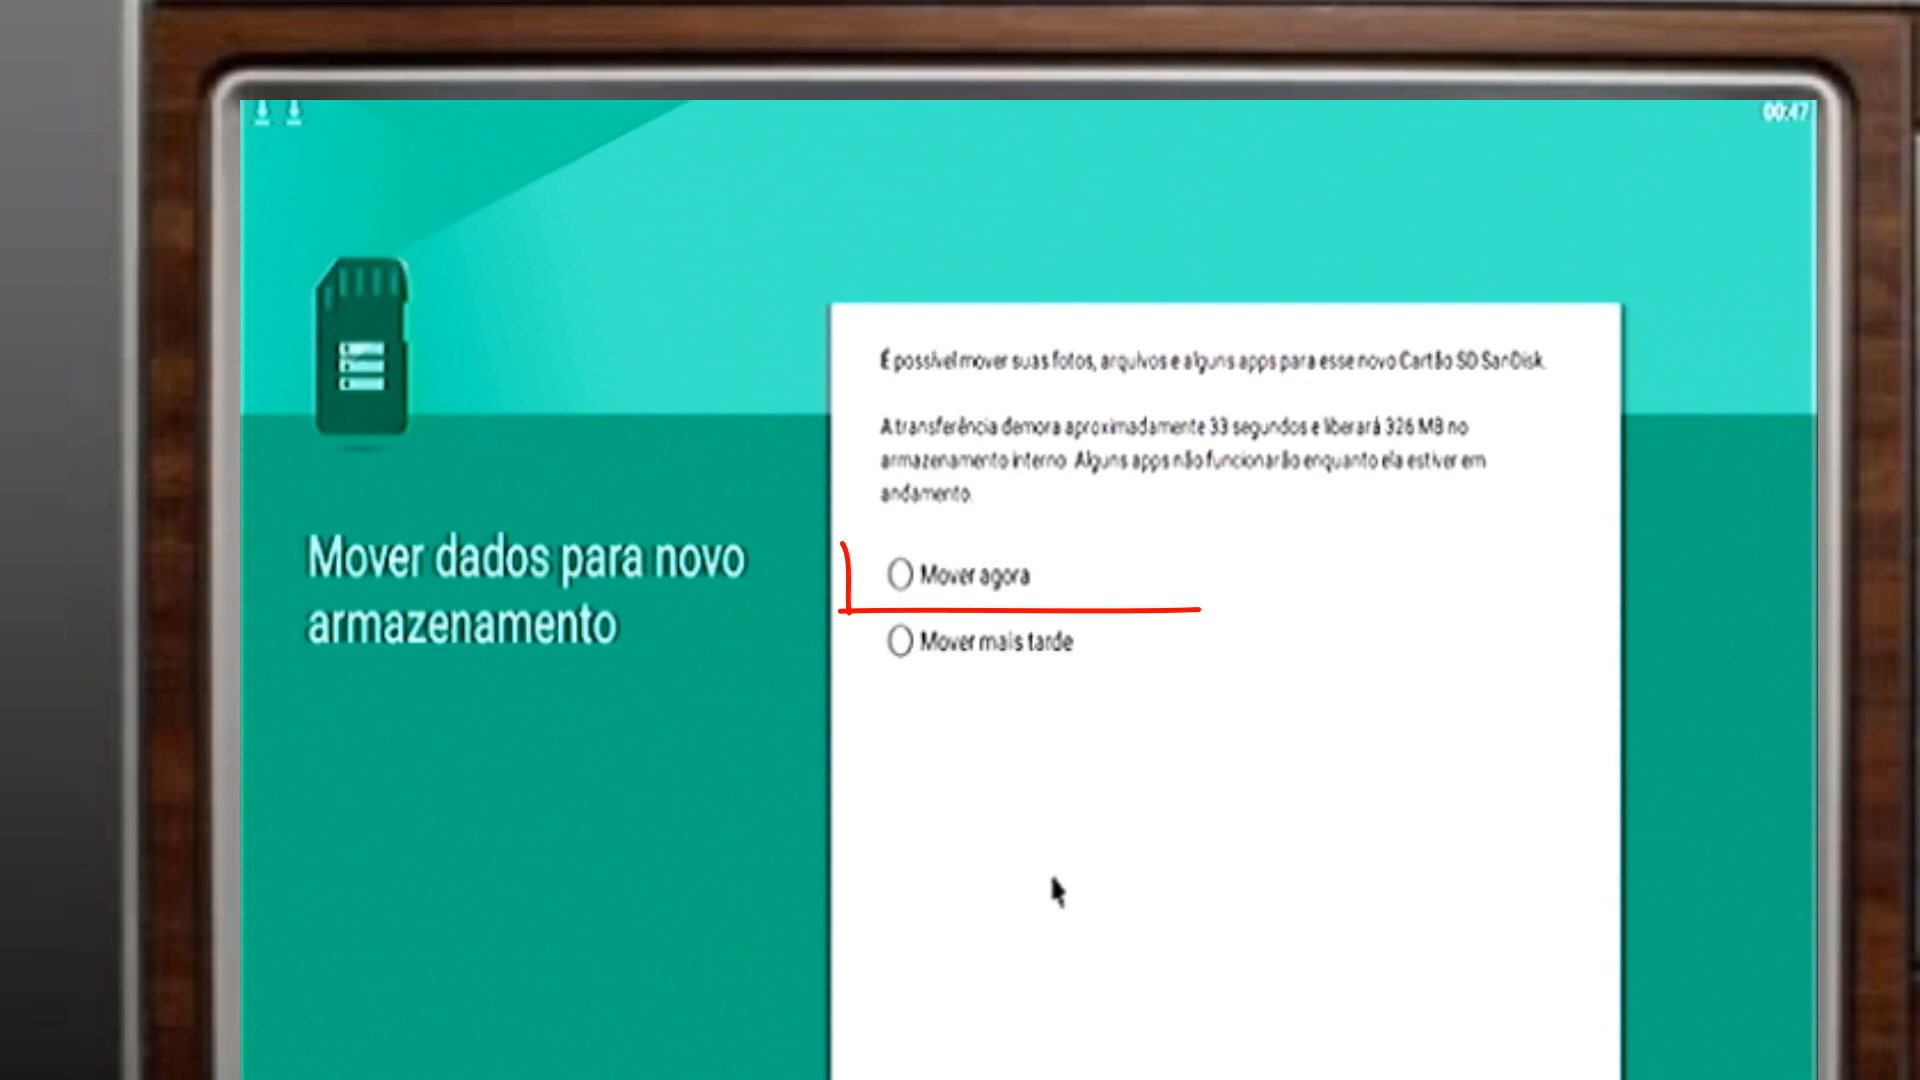 00:47
É possível mover suas fotos, arquivos e alguns apps para esse novo Cartão SD SanDisk.
A transferência demora aproximadamente 33 segundos e liberará 326 MB no
armazenamento interno. Alguns apps não funcionarão enquanto ela estiver em
andamento.
Mover dados para novo
armazenamento
Mover agora
Mover mais tarde